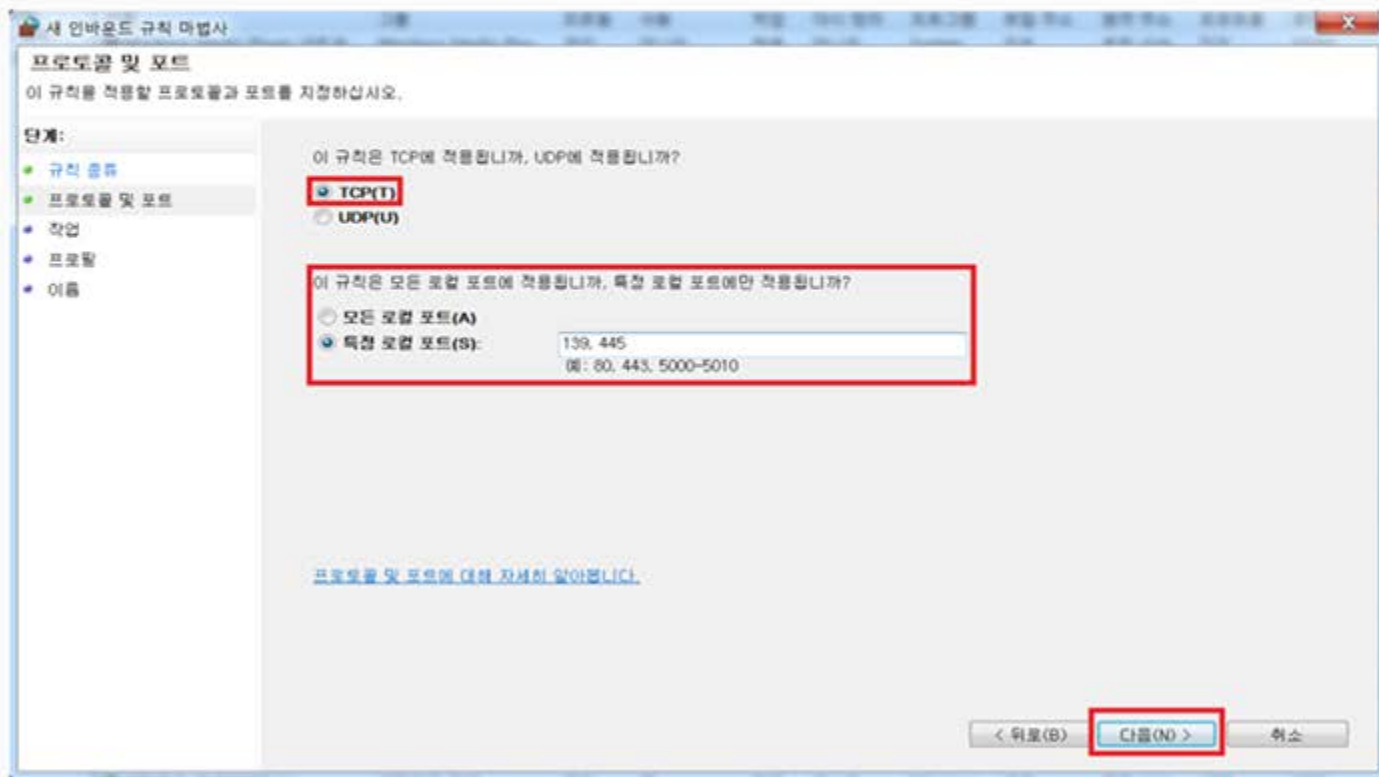 새 인바운드 규칙 마법사
프로토콜 및 포트
이 규칙을 적용할 프로토콜과 포트를 지정하십시오.
단계:
규칙 종류
프로토콜 및 포트
작업
프로필
이름
이 규칙은 TCP에 적용됩니까, UDP에 적용됩니까?
TCP(T)
UDP(U)
이 규칙은 모든 로컬 포트에 적용됩니까, 특정 로컬 포트에만 적용됩니까?
모든 로컬 포트(A)
특정 로컬 포트(S):
139, 445
예: 80, 443, 5000-5010
프로토콜 및 포트에 대해 자세히 알아봅니다.
< 뒤로(B)
다음(N) >
취소